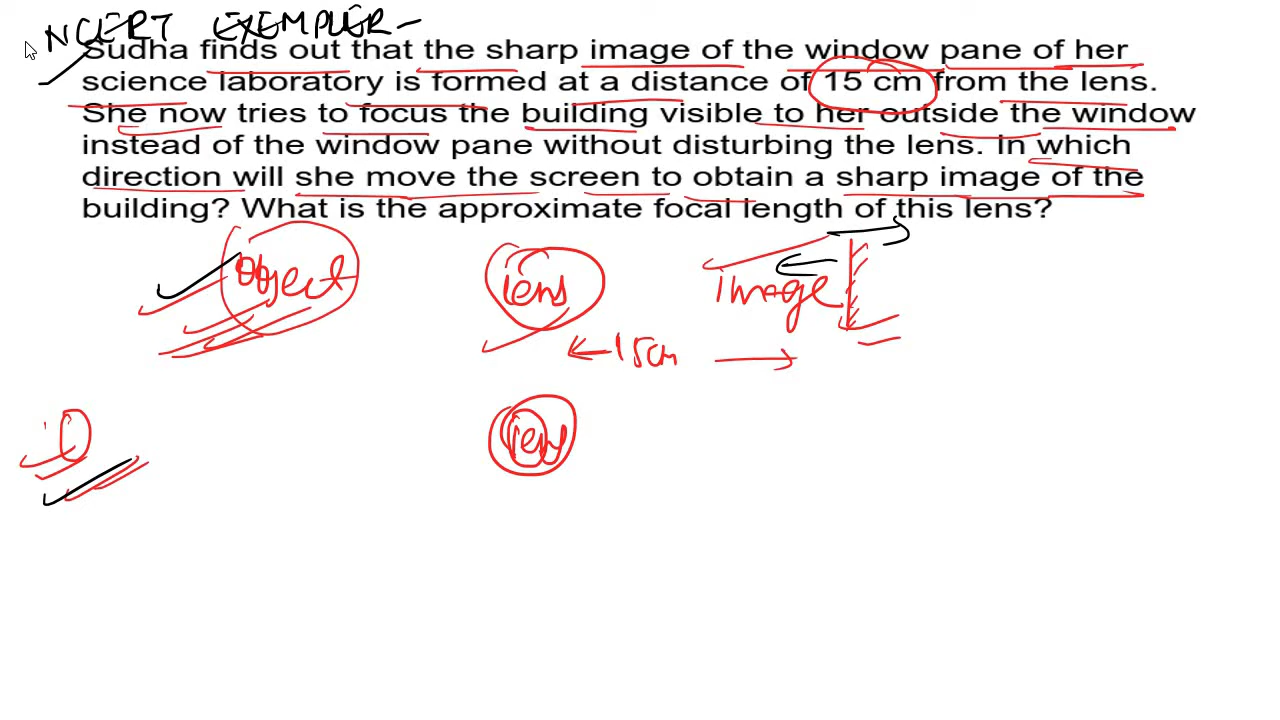 NCERT EXEMPLER-
Sudha finds out that the sharp image of the window pane of her
science laboratory is formed at a distance of 15 cm from the lens.
She now tries to focus the building visible to her outside the window
instead of the window pane without disturbing the lens. In which
direction will she move the screen to obtain a sharp image of the
building? What is the approximate focal length of this lens?
Object lens image
15cm
lens